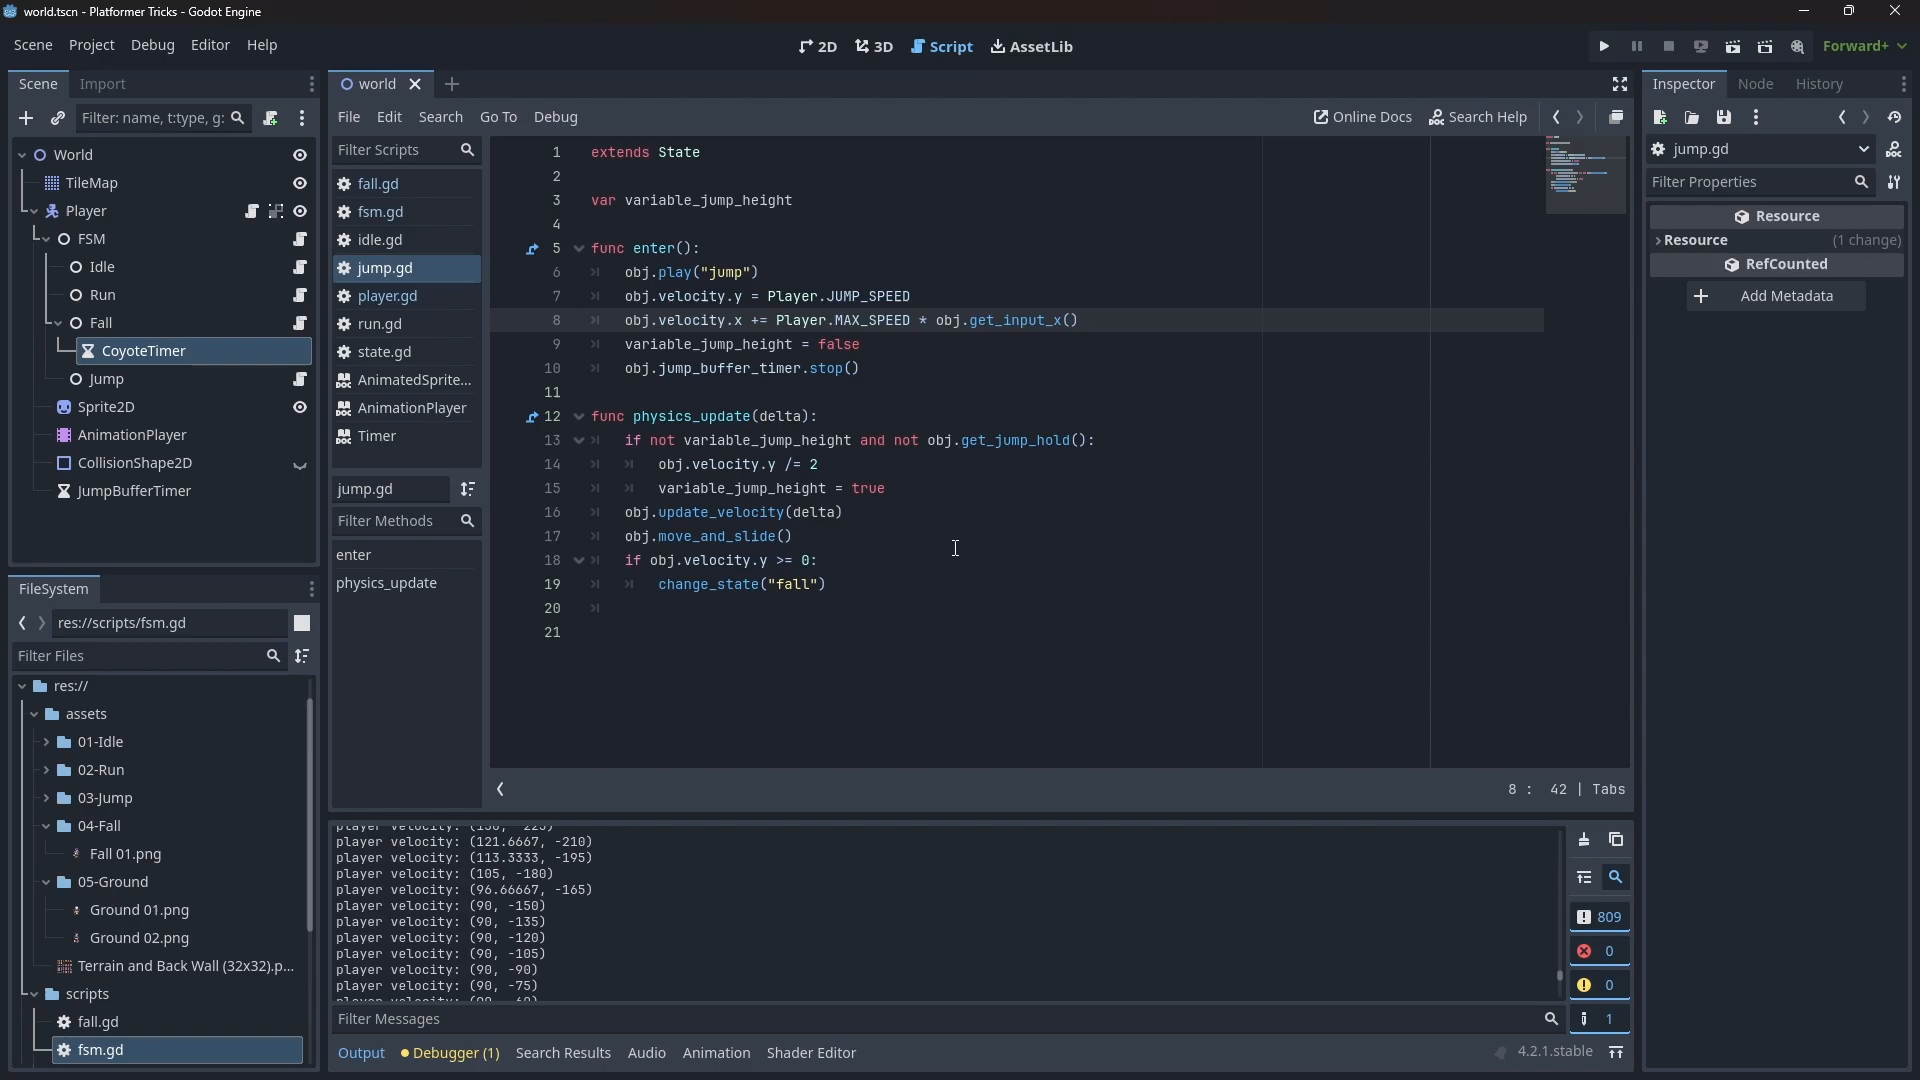 world.tscn - Platformer Tricks - Godot Engine
Scene Project Debug Editor Help
2D 3D Script AssetLib
Forward+
Scene Import
Filter: name, t:type, g:
World
TileMap
Player
FSM
Idle
Run
Fall
CoyoteTimer
Jump
Sprite2D
AnimationPlayer
CollisionShape2D
JumpBufferTimer
FileSystem
res://scripts/fsm.gd
Filter Files
res://
assets
01-Idle
02-Run
03-Jump
04-Fall
Fall 01.png
05-Ground
Ground 01.png
Ground 02.png
Terrain and Back Wall (32x32).p...
scripts
fall.gd
fsm.gd
world
File Edit Search Go To Debug
Online Docs Search Help
Filter Scripts
fall.gd
fsm.gd
idle.gd
jump.gd
player.gd
run.gd
state.gd
AnimatedSprite...
AnimationPlayer
Timer
jump.gd
Filter Methods
enter
physics_update
1 extends State
2
3 var variable_jump_height
4
5 func enter():
6 obj.play("jump")
7 obj.velocity.y = Player.JUMP_SPEED
8 obj.velocity.x += Player.MAX_SPEED * obj.get_input_x()
9 variable_jump_height = false
10 obj.jump_buffer_timer.stop()
11
12 func physics_update(delta):
13 if not variable_jump_height and not obj.get_jump_hold():
14 obj.velocity.y /= 2
15 variable_jump_height = true
16 obj.update_velocity(delta)
17 obj.move_and_slide()
18 if obj.velocity.y >= 0:
19 change_state("fall")
20
21
8 : 42 | Tabs
player velocity: (130, -225)
player velocity: (121.6667, -210)
player velocity: (113.3333, -195)
player velocity: (105, -180)
player velocity: (96.66667, -165)
player velocity: (90, -150)
player velocity: (90, -135)
player velocity: (90, -120)
player velocity: (90, -105)
player velocity: (90, -90)
player velocity: (90, -75)
player velocity: (90, -60)
809
0
0
1
Filter Messages
Output Debugger (1) Search Results Audio Animation Shader Editor
4.2.1.stable
Inspector Node History
jump.gd
Filter Properties
Resource
Resource (1 change)
RefCounted
Add Metadata